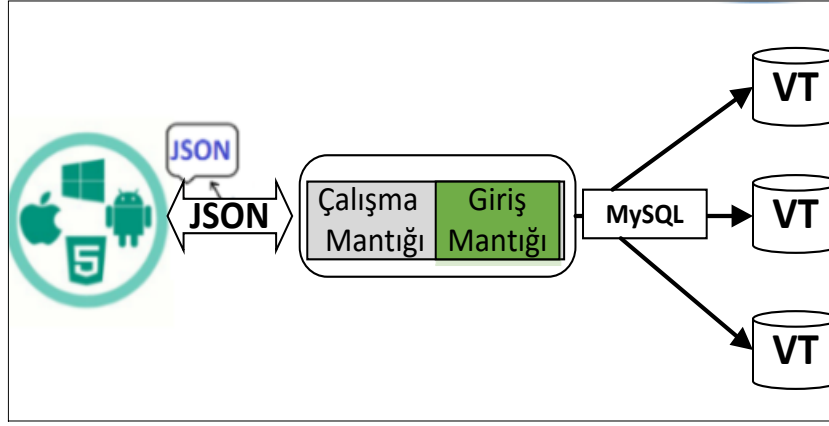 JSON
JSON
Çalışma
Mantığı
Giriş
Mantığı
MySQL
VT
VT
VT